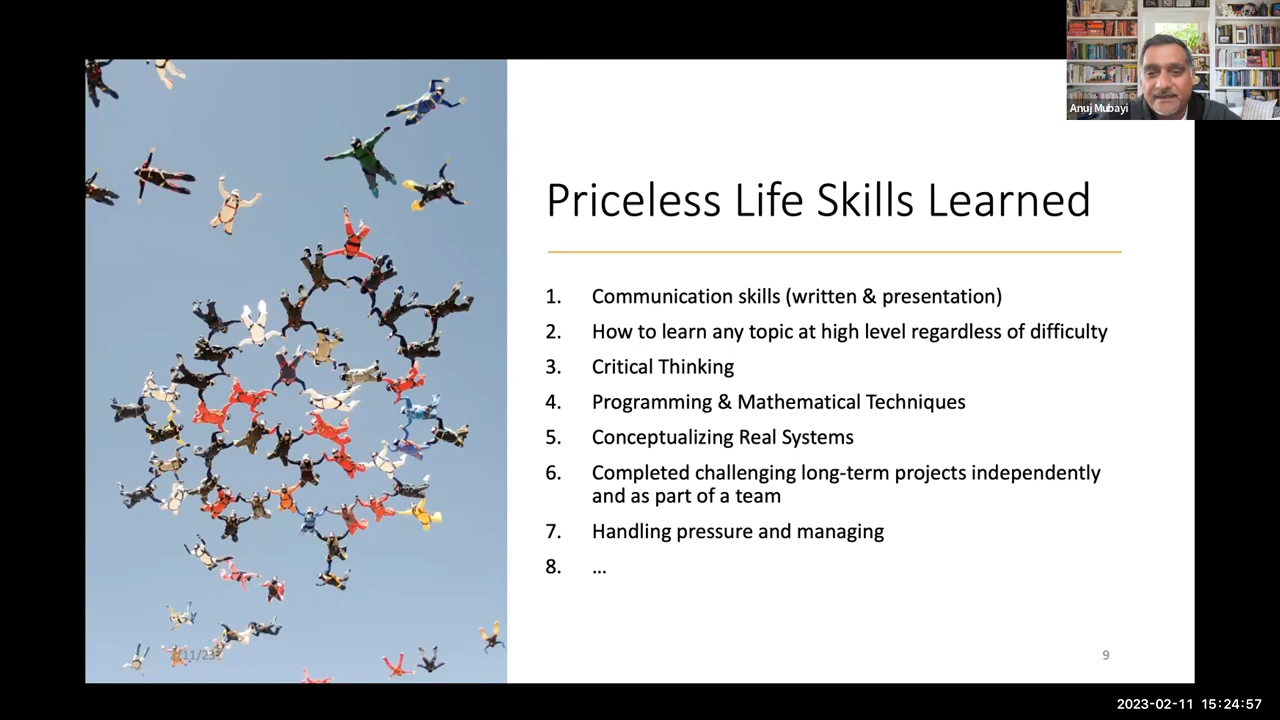 Anuj Mubayi
Priceless Life Skills Learned
1. Communication skills (written & presentation)
2. How to learn any topic at high level regardless of difficulty
3. Critical Thinking
4. Programming & Mathematical Techniques
5. Conceptualizing Real Systems
6. Completed challenging long-term projects independently
and as part of a team
7. Handling pressure and managing
8. ...
9
2023-02-11 15:24:57